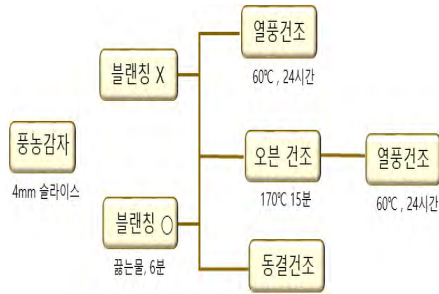 열풍건조
60℃ , 24시간
블랜칭 X
풍농감자
4mm 슬라이스
오븐 건조
170℃ 15분
열풍건조
60℃ , 24시간
블랜칭 ○
끓는물, 6분
동결건조